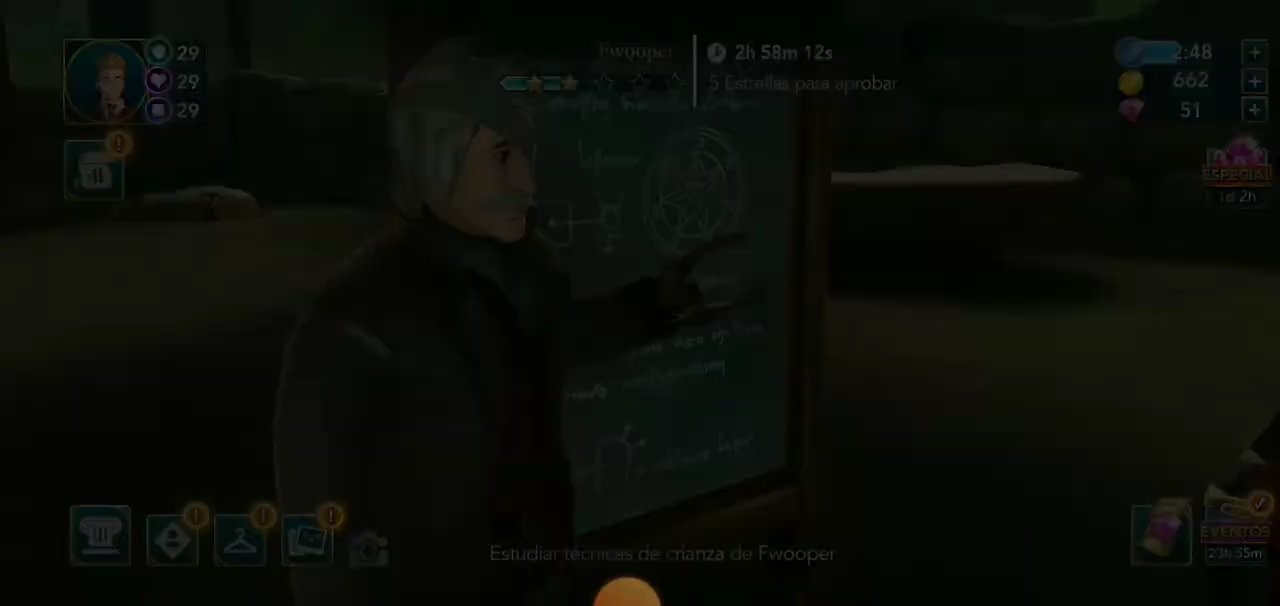 29
29
29
Fwooper
2h 58m 12s
5 Estrellas para aprobar
2:48
662
51
ESPECIAL
1d 2h
Estudiar técnicas de crianza de Fwooper
EVENTOS
23h 55m